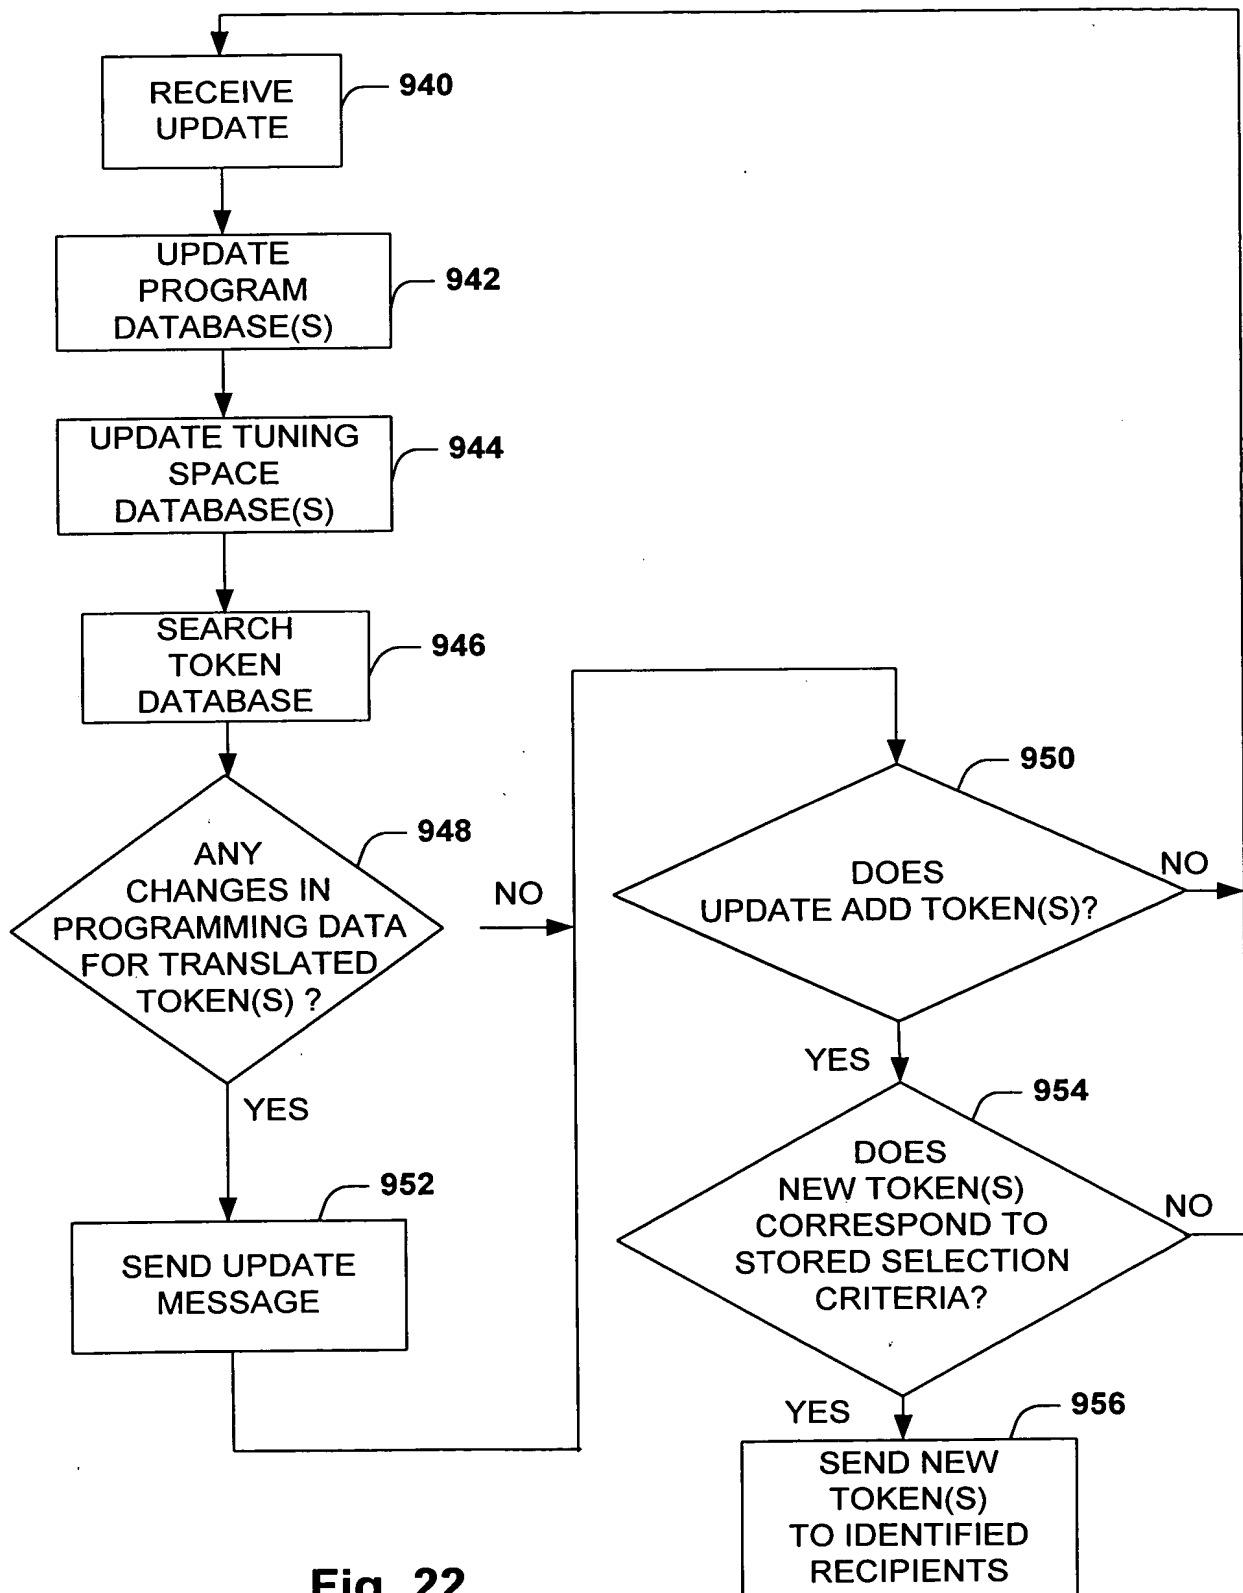 RECEIVE
UPDATE
940
UPDATE
PROGRAM
DATABASE(S)
942
UPDATE TUNING
SPACE
DATABASE(S)
944
SEARCH
TOKEN
DATABASE
946
ANY
CHANGES IN
PROGRAMMING DATA
FOR TRANSLATED
TOKEN(S) ?
948
NO
YES
SEND UPDATE
MESSAGE
952
DOES
UPDATE ADD TOKEN(S)?
950
NO
YES
DOES
NEW TOKEN(S)
CORRESPOND TO
STORED SELECTION
CRITERIA?
954
NO
YES
SEND NEW
TOKEN(S)
TO IDENTIFIED
RECIPIENTS
956
Fig. 22